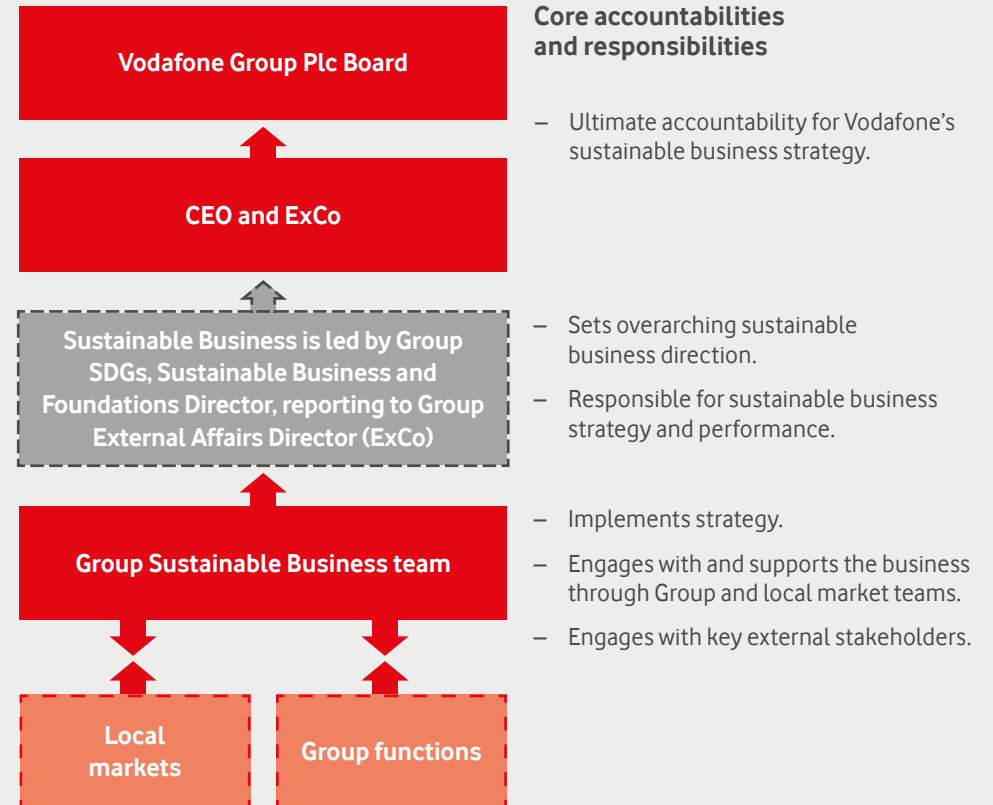 Core accountabilities
and responsibilities
Vodafone Group Plc Board
– Ultimate accountability for Vodafone’s
sustainable business strategy.
CEO and ExCo
Sustainable Business is led by Group
SDGs, Sustainable Business and
Foundations Director, reporting to Group
External Affairs Director (ExCo)
– Sets overarching sustainable
business direction.
– Responsible for sustainable business
strategy and performance.
Group Sustainable Business team
– Implements strategy.
– Engages with and supports the business
through Group and local market teams.
– Engages with key external stakeholders.
Local
markets
Group functions